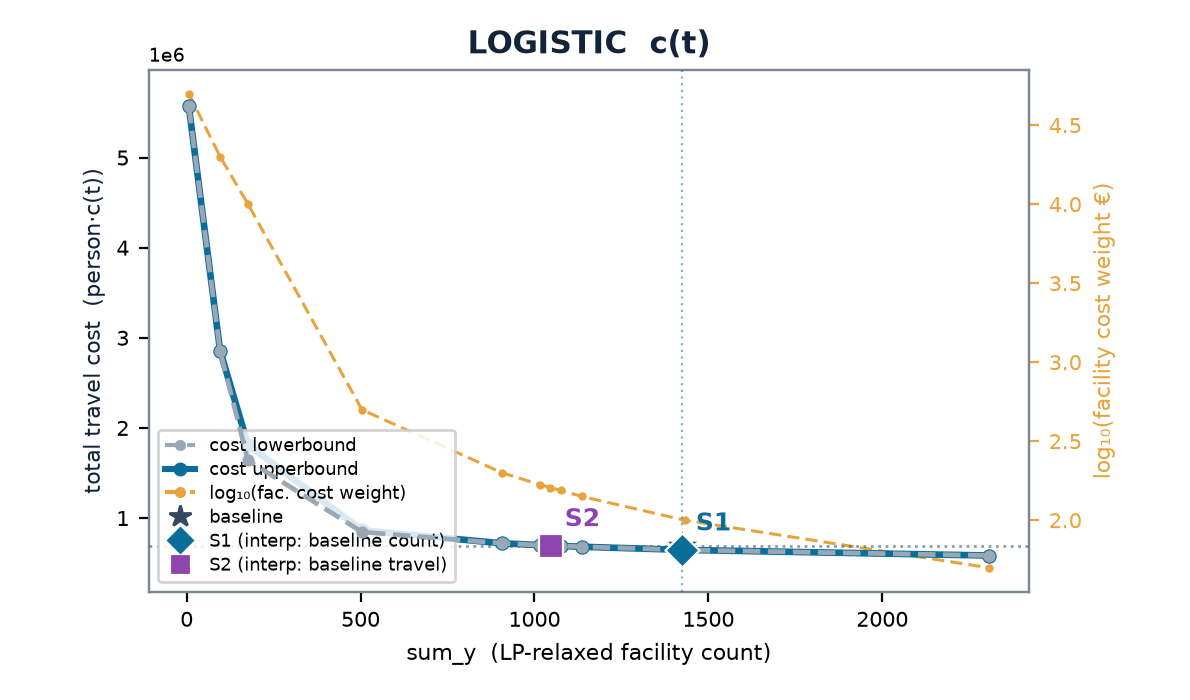 LOGISTIC  c(t)
1e6
5
4
3
2
1
total travel cost  (person·c(t))
4.5
4.0
3.5
3.0
2.5
2.0
log₁₀(facility cost weight €)
cost lowerbound
cost upperbound
log₁₀(fac. cost weight)
baseline
S1 (interp: baseline count)
S2 (interp: baseline travel)
S2
S1
0
500
1000
1500
2000
sum_y  (LP-relaxed facility count)